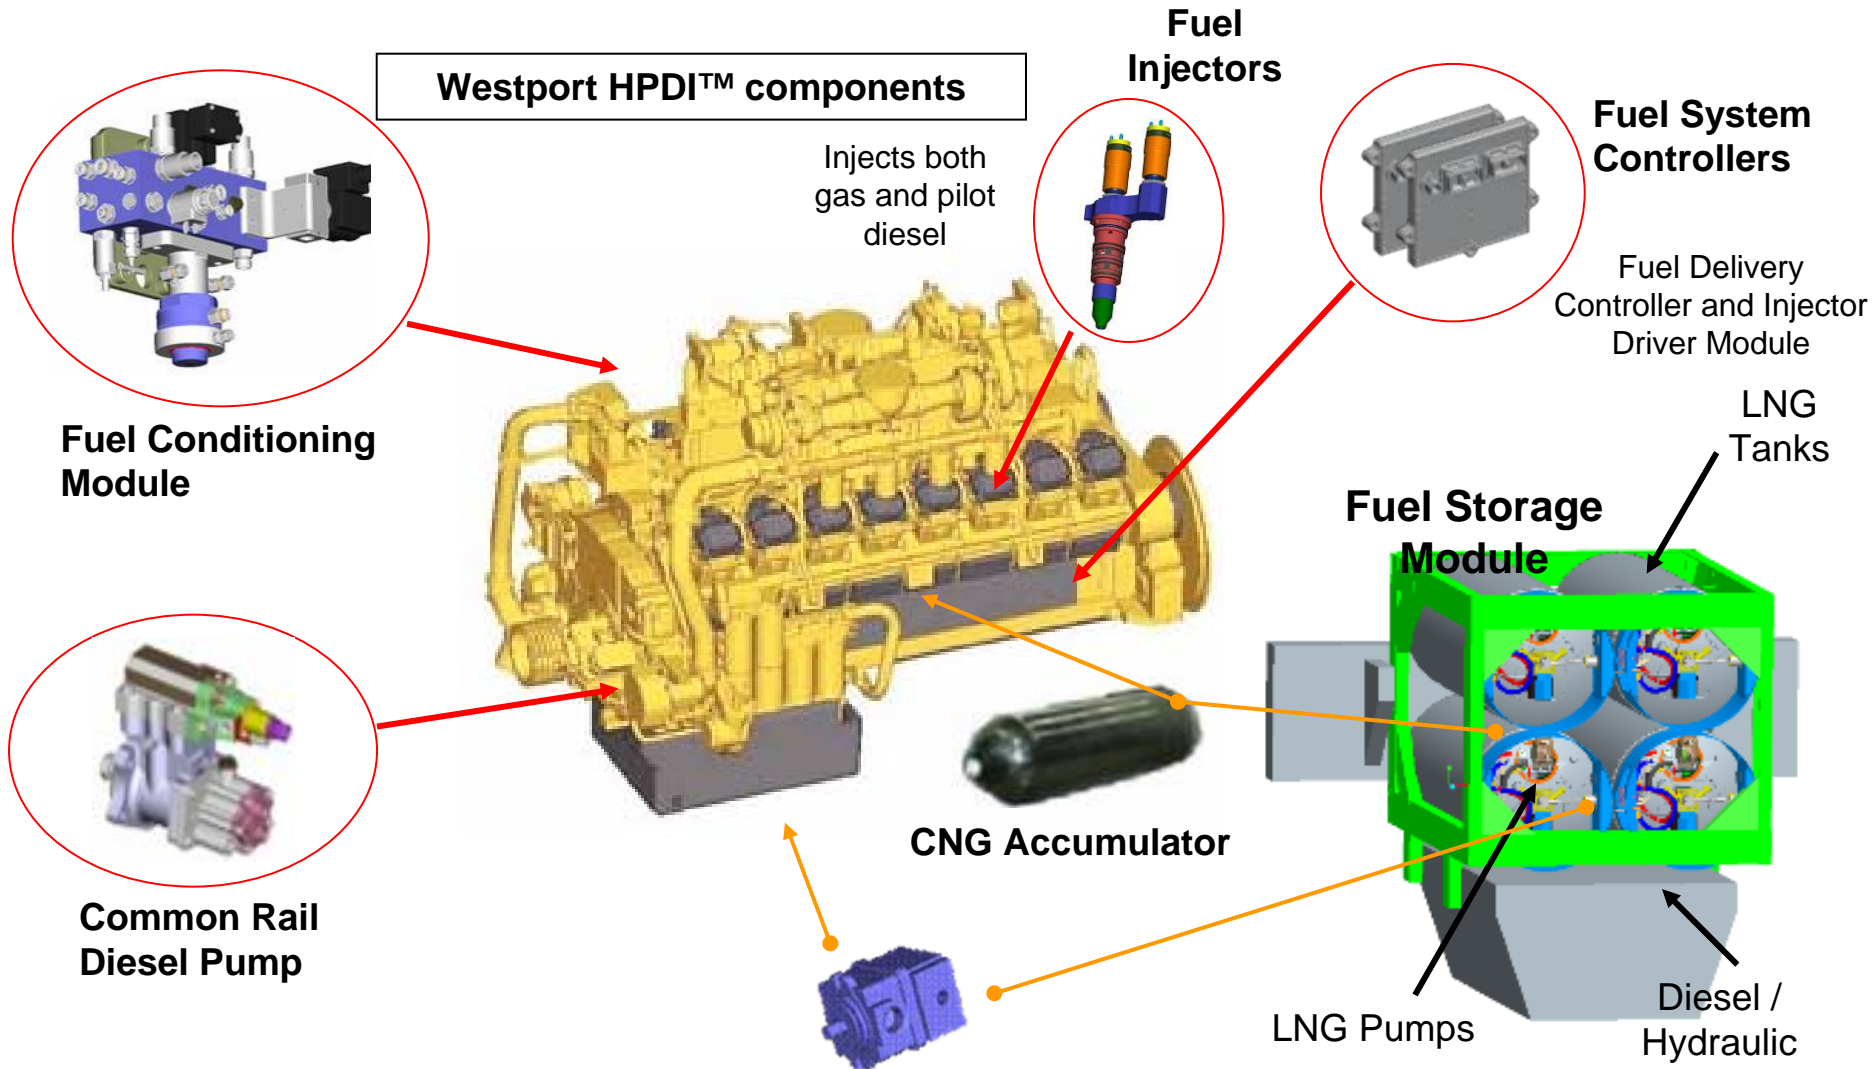 Westport HPDI™ components
Fuel
Injectors
Injects both
gas and pilot
diesel
Fuel System
Controllers
Fuel Delivery
Controller and Injector
Driver Module
Fuel Conditioning
Module
LNG
Tanks
Fuel Storage
Module
CNG Accumulator
Common Rail
Diesel Pump
LNG Pumps
Diesel /
Hydraulic